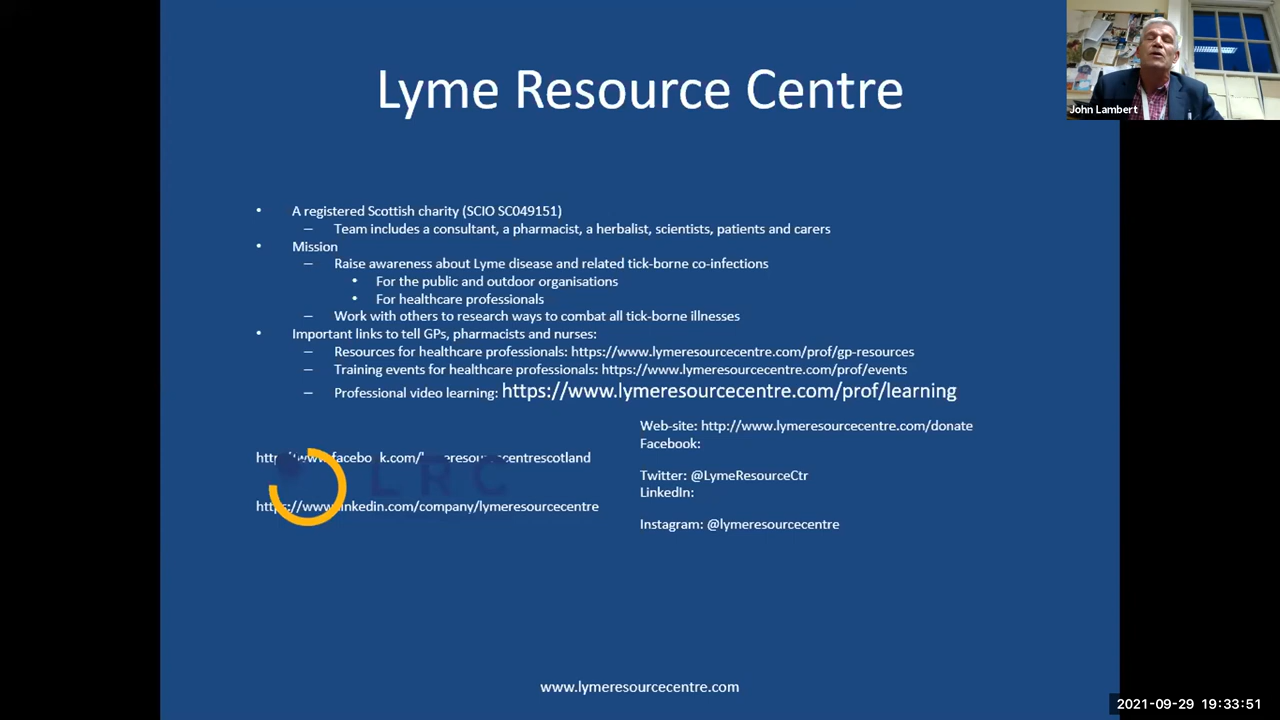 Lyme Resource Centre
John Lambert
• A registered Scottish charity (SCIO SC049151)
– Team includes a consultant, a pharmacist, a herbalist, scientists, patients and carers
• Mission
– Raise awareness about Lyme disease and related tick-borne co-infections
• For the public and outdoor organisations
• For healthcare professionals
– Work with others to research ways to combat all tick-borne illnesses
• Important links to tell GPs, pharmacists and nurses:
– Resources for healthcare professionals: https://www.lymeresourcecentre.com/prof/gp-resources
– Training events for healthcare professionals: https://www.lymeresourcecentre.com/prof/events
– Professional video learning: https://www.lymeresourcecentre.com/prof/learning
Web-site: http://www.lymeresourcecentre.com/donate
Facebook:
LRC
Twitter: @LymeResourceCtr
LinkedIn:
https://www.linkedin.com/company/lymeresourcecentre
Instagram: @lymeresourcecentre
www.lymeresourcecentre.com
2021-09-29 19:33:51